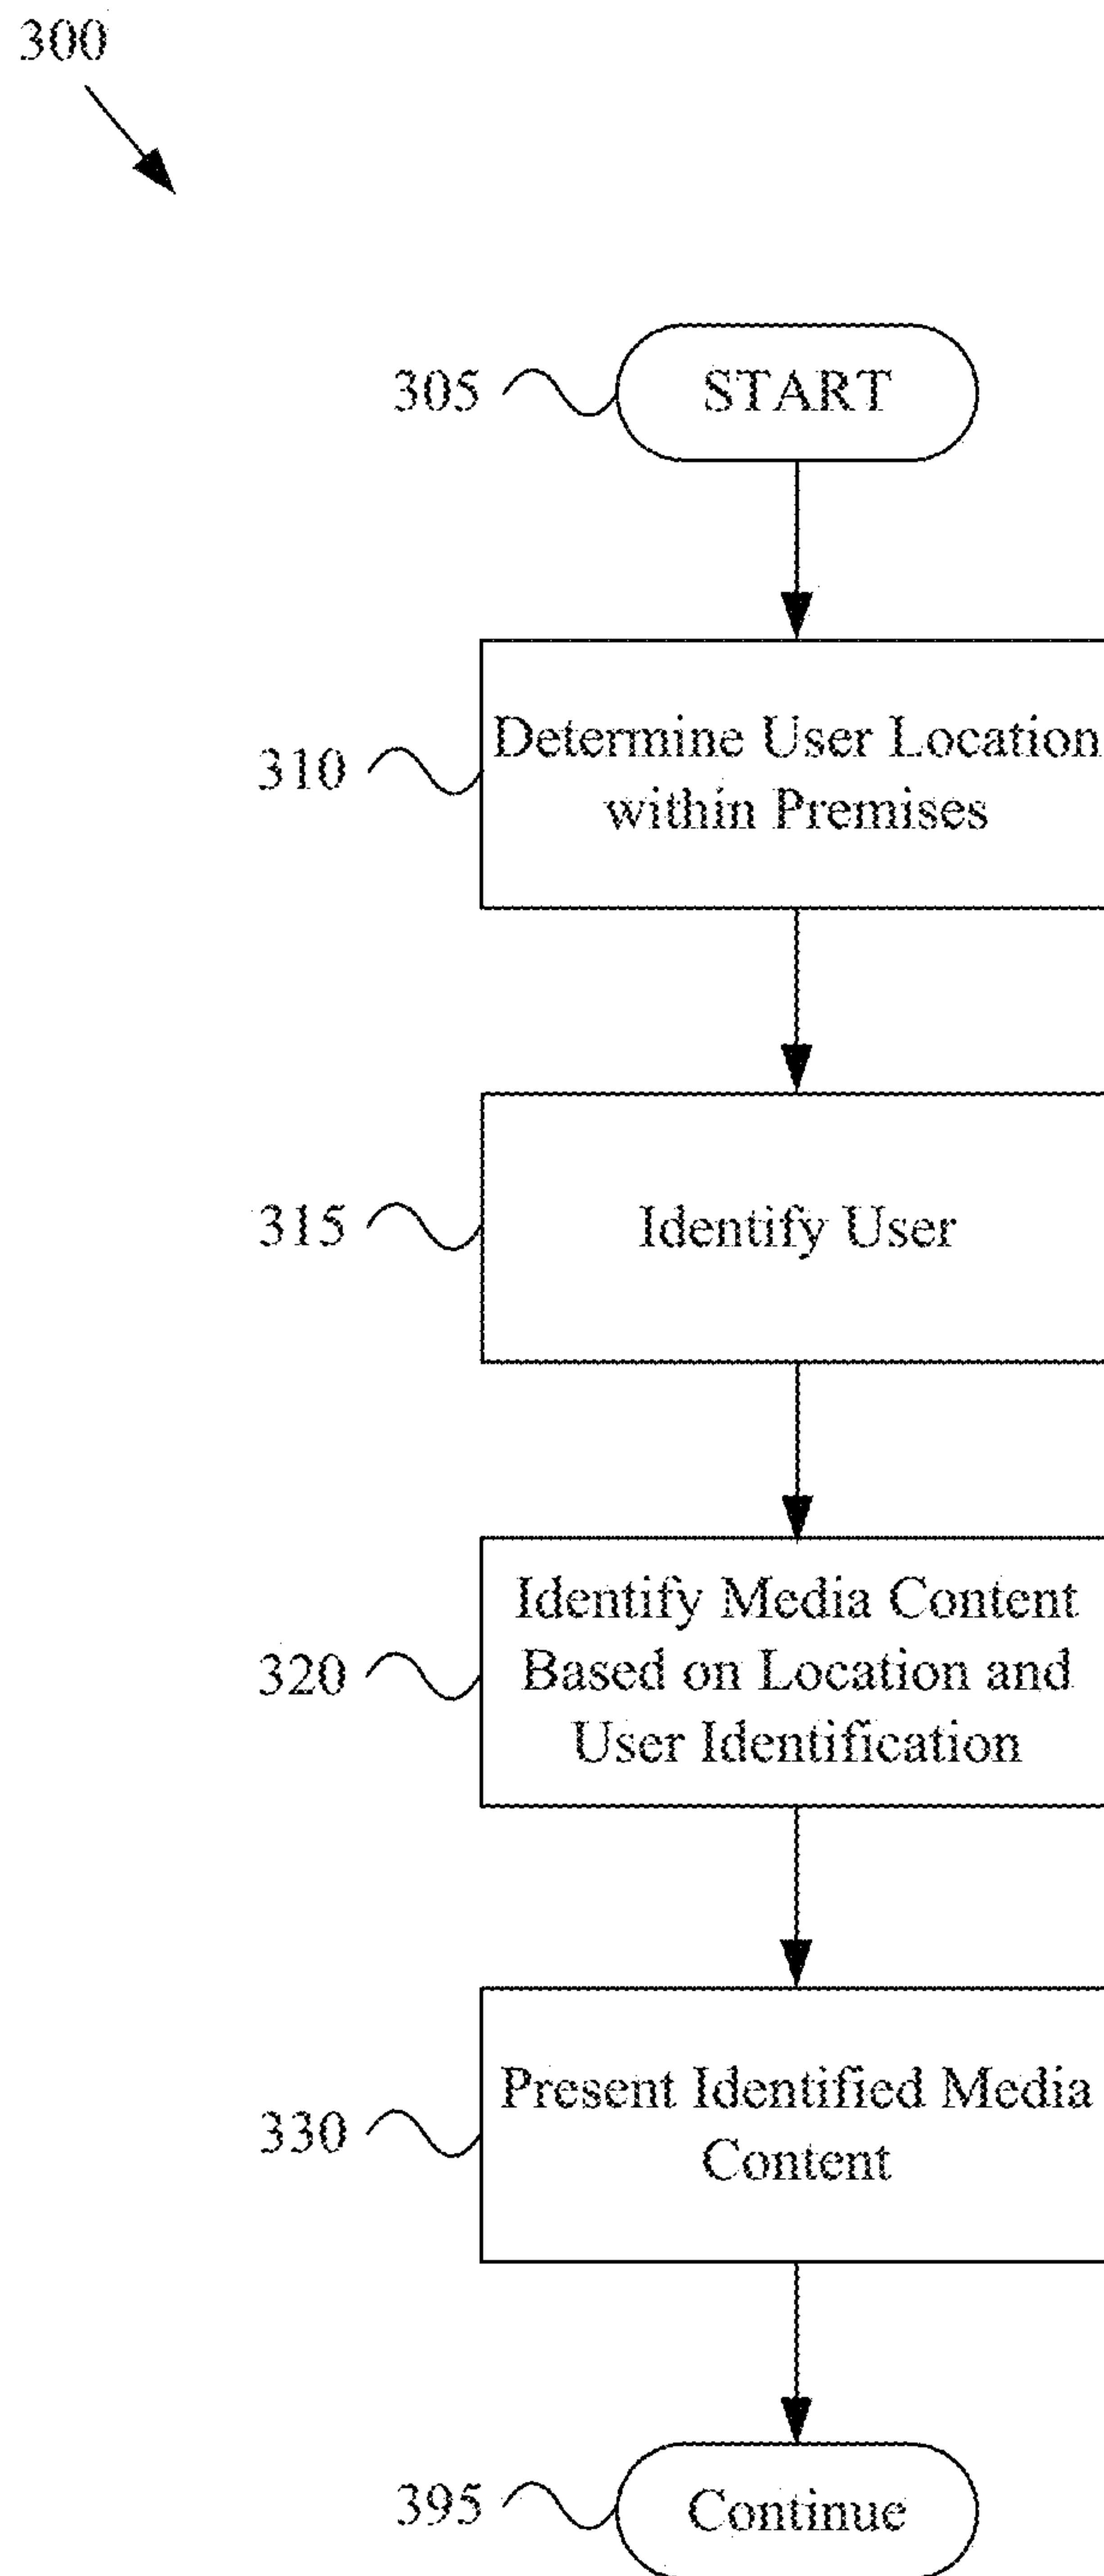 300
305
START
310
Determine User Location
within Premises
315
Identify User
320
Identify Media Content
Based on Location and
User Identification
330
Present Identified Media
Content
395
Continue